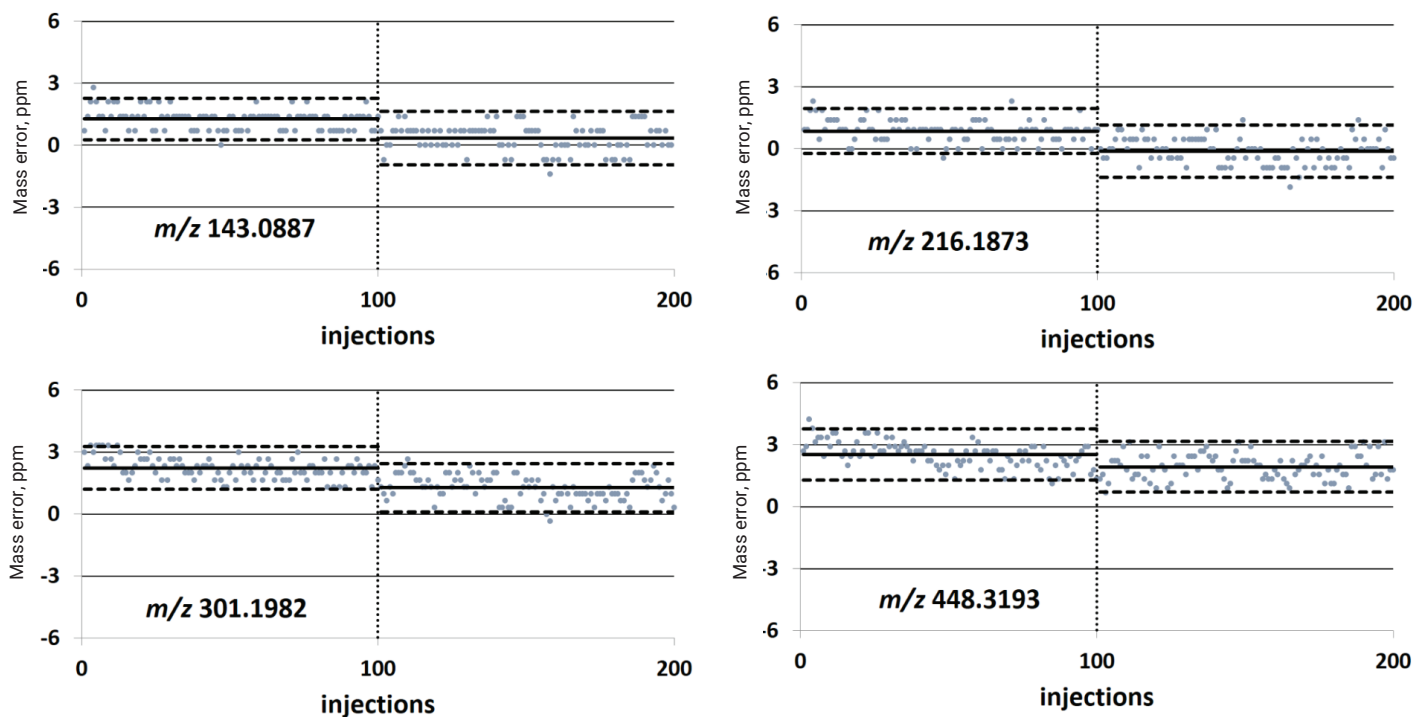 6
3
0
-3
-6
Mass error, ppm
m/z 143.0887
0 100 200
injections
6
3
0
-3
-6
Mass error, ppm
m/z 216.1873
0 100 200
injections
6
3
0
-3
-6
Mass error, ppm
m/z 301.1982
0 100 200
injections
6
3
0
-3
-6
Mass error, ppm
m/z 448.3193
0 100 200
injections